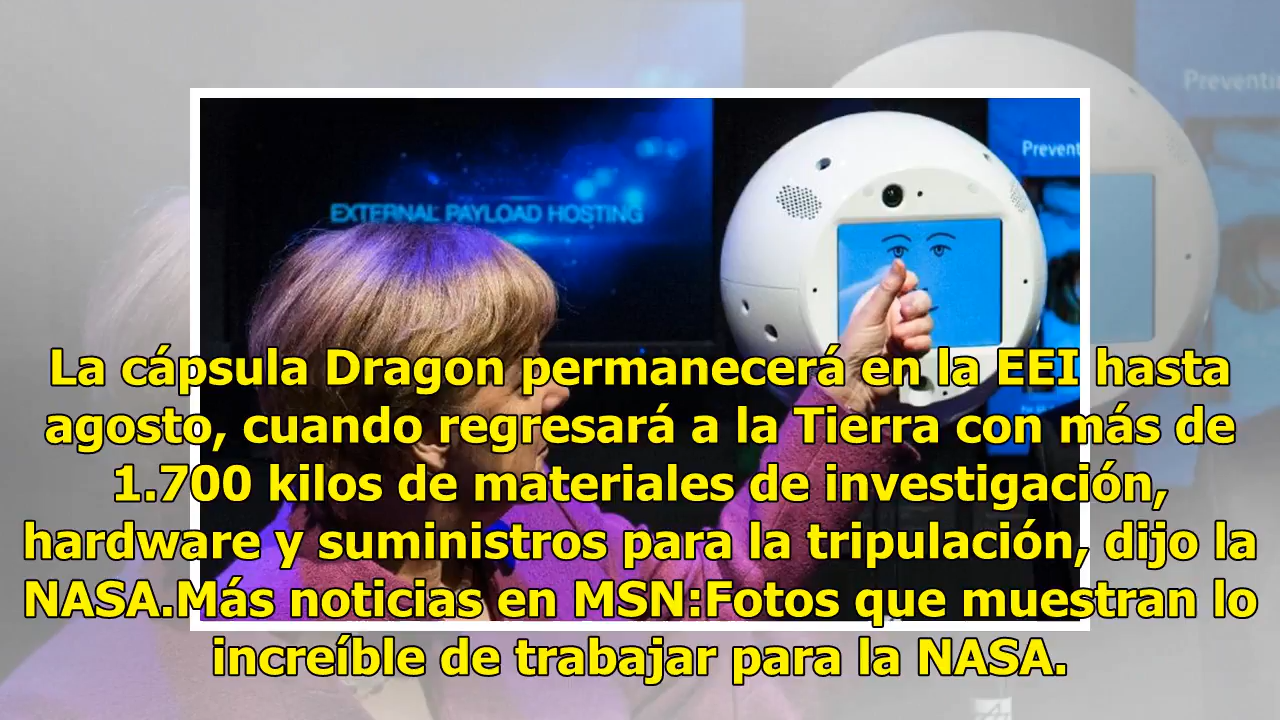 Preventi
Prevent
EXTERNAL PAYLOAD HOSTING
La cápsula Dragon permanecerá en la EEI hasta
agosto, cuando regresará a la Tierra con más de
1.700 kilos de materiales de investigación,
hardware y suministros para la tripulación, dijo la
NASA.Más noticias en MSN:Fotos que muestran lo
increíble de trabajar para la NASA.